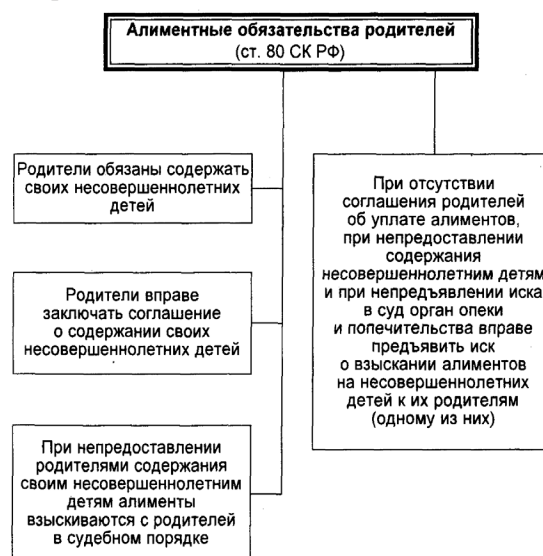 Алиментные обязательства родителей
(ст. 80 СК РФ)
Родители обязаны содержать
своих несовершеннолетних
детей
Родители вправе
заключать соглашение
о содержании своих
несовершеннолетних детей
При непредоставлении
родителями содержания
своим несовершеннолетним
детям алименты
взыскиваются с родителей
в судебном порядке
При отсутствии
соглашения родителей
об уплате алиментов,
при непредоставлении
содержания
несовершеннолетним детям
и при непредъявлении иска
в суд орган опеки
и попечительства вправе
предъявить иск
о взыскании алиментов
на несовершеннолетних
детей к их родителям
(одному из них)